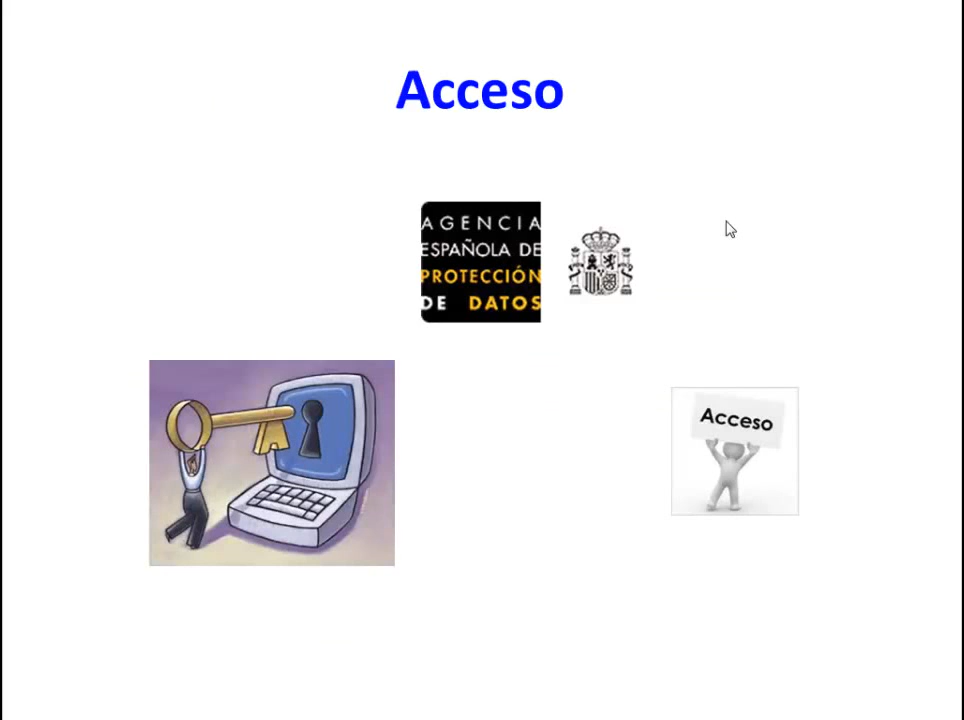 Acceso
AGENCIA
ESPAÑOLA DE
PROTECCIÓN
DE DATOS
Acceso